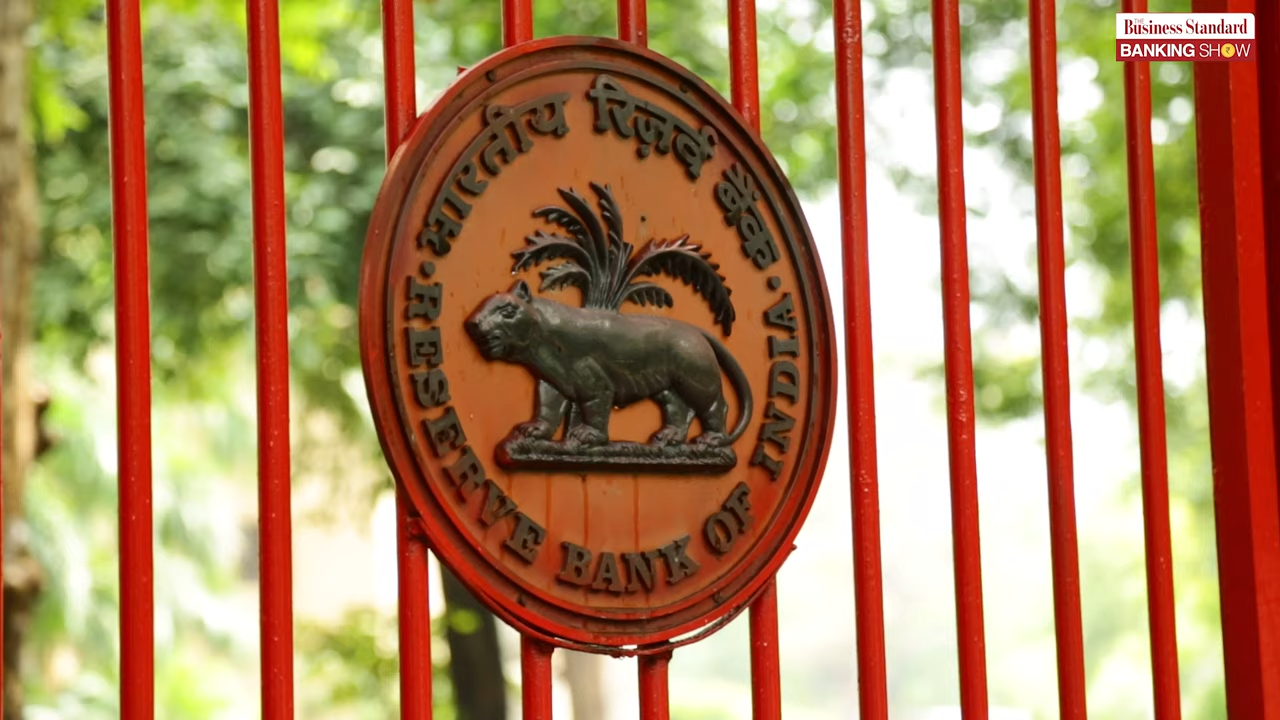 भारतीय रिज़र्व बैंक
RESERVE BANK OF INDIA
THE
Business Standard
BANKING SHOW